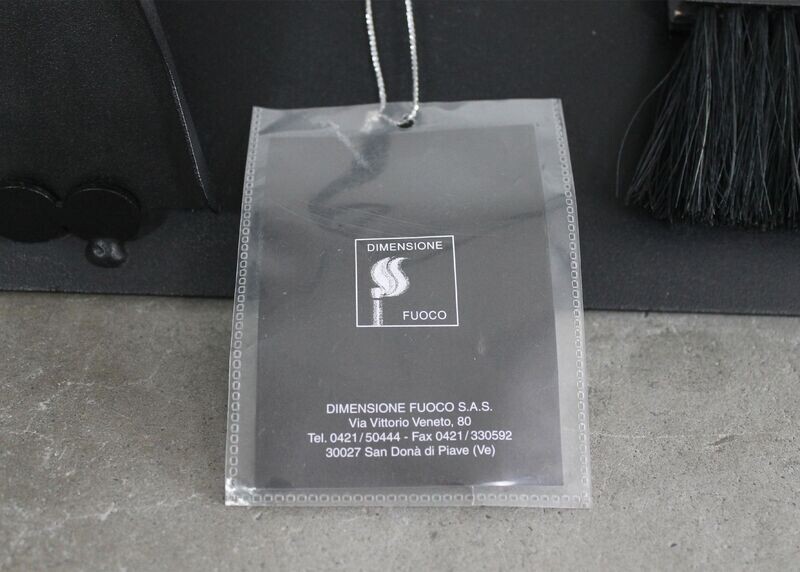 DIMENSIONE
FUOCO
DIMENSIONE FUOCO S.A.S.
Via Vittorio Veneto, 80
Tel. 0421/50444 - Fax 0421/330592
30027 San Donà di Piave (Ve)